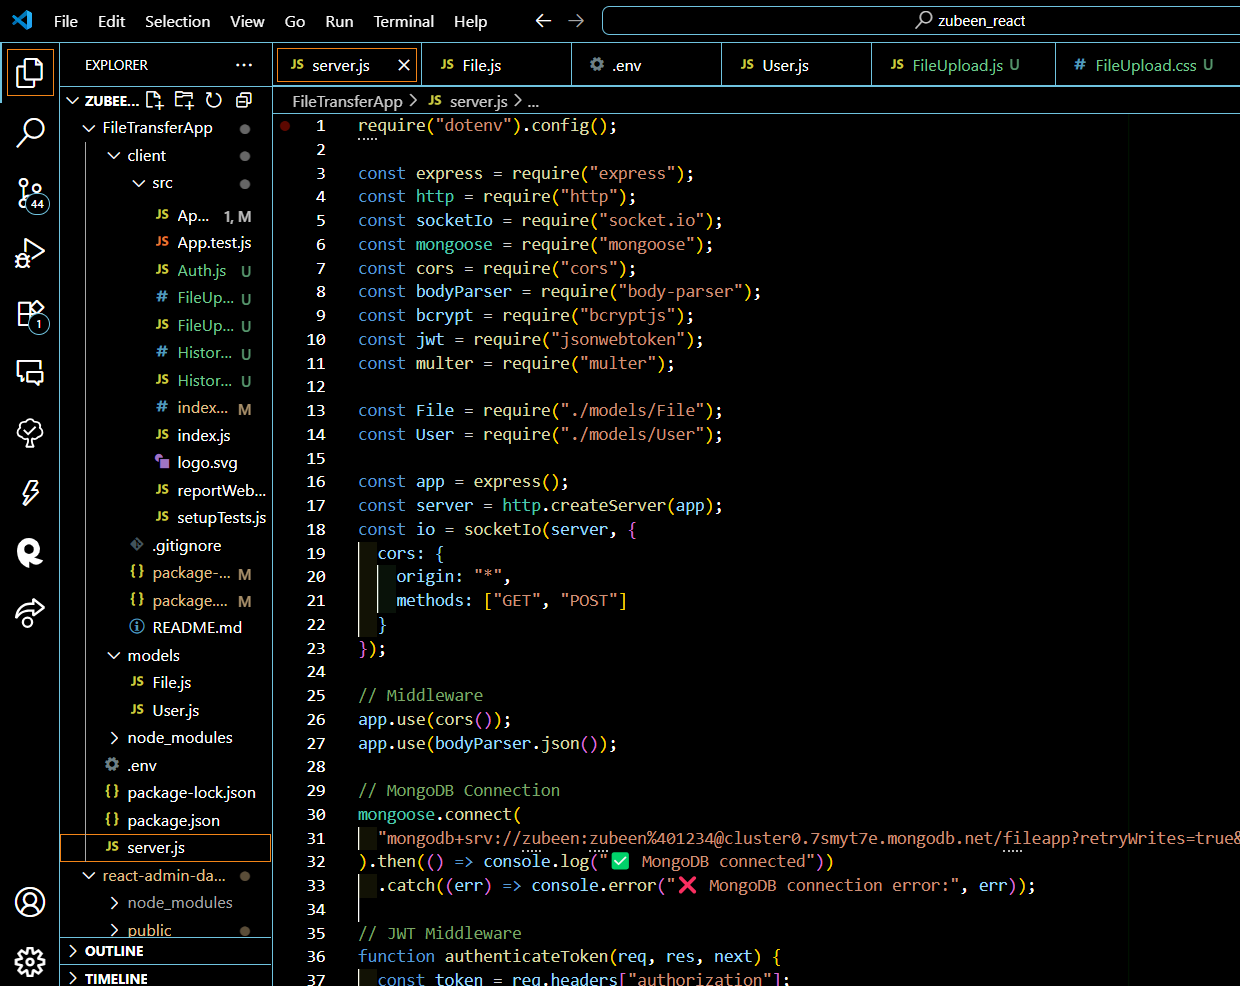 File Edit Selection View Go Run Terminal Help zubeen_react
EXPLORER ...
server.js File.js .env User.js FileUpload.js U FileUpload.css U
ZUBEE...
FileTransferApp > JS server.js > ...
FileTransferApp
client
src
JS Ap... 1, M
JS App.test.js
JS Auth.js U
# FileUp... U
JS FileUp... U
# Histor... U
JS Histor... U
# index... M
JS index.js
logo.svg
JS reportWeb...
JS setupTests.js
.gitignore
{} package-... M
{} package.... M
README.md
models
JS File.js
JS User.js
node_modules
.env
{} package-lock.json
{} package.json
JS server.js
react-admin-da...
node_modules
public
OUTLINE
TIMELINE
44
1
1 require("dotenv").config();
2
3 const express = require("express");
4 const http = require("http");
5 const socketIo = require("socket.io");
6 const mongoose = require("mongoose");
7 const cors = require("cors");
8 const bodyParser = require("body-parser");
9 const bcrypt = require("bcryptjs");
10 const jwt = require("jsonwebtoken");
11 const multer = require("multer");
12
13 const File = require("./models/File");
14 const User = require("./models/User");
15
16 const app = express();
17 const server = http.createServer(app);
18 const io = socketIo(server, {
19 cors: {
20 origin: "*",
21 methods: ["GET", "POST"]
22 }
23 });
24
25 // Middleware
26 app.use(cors());
27 app.use(bodyParser.json());
28
29 // MongoDB Connection
30 mongoose.connect(
31 "mongodb+srv://zubeen:zubeen%401234@cluster0.7smyt7e.mongodb.net/fileapp?retryWrites=true&
32 ).then(() => console.log("✅ MongoDB connected"))
33 .catch((err) => console.error("❌ MongoDB connection error:", err));
34
35 // JWT Middleware
36 function authenticateToken(req, res, next) {
37 const token = req.headers["authorization"];